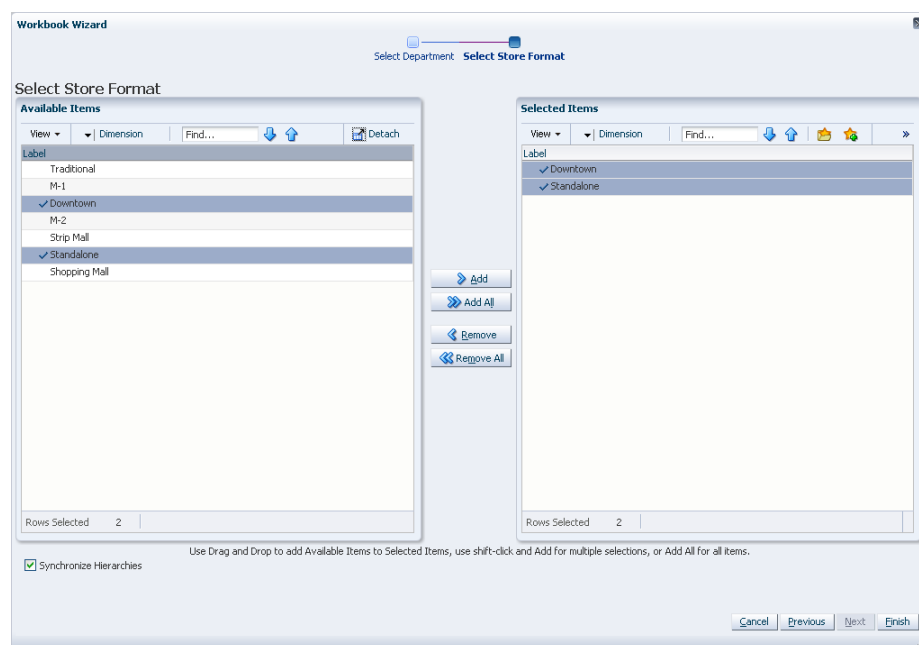 Workbook Wizard
Select Department Select Store Format
Select Store Format
Available Items
View Dimension Find... Detach
Label
Traditional
M-1
Downtown
M-2
Strip Mall
Standalone
Shopping Mall
Rows Selected 2
Add
Add All
Remove
Remove All
Selected Items
View Dimension Find... »
Label
Downtown
Standalone
Rows Selected 2
Use Drag and Drop to add Available Items to Selected Items, use shift-click and Add for multiple selections, or Add All for all items.
Synchronize Hierarchies
Cancel Previous Next Finish